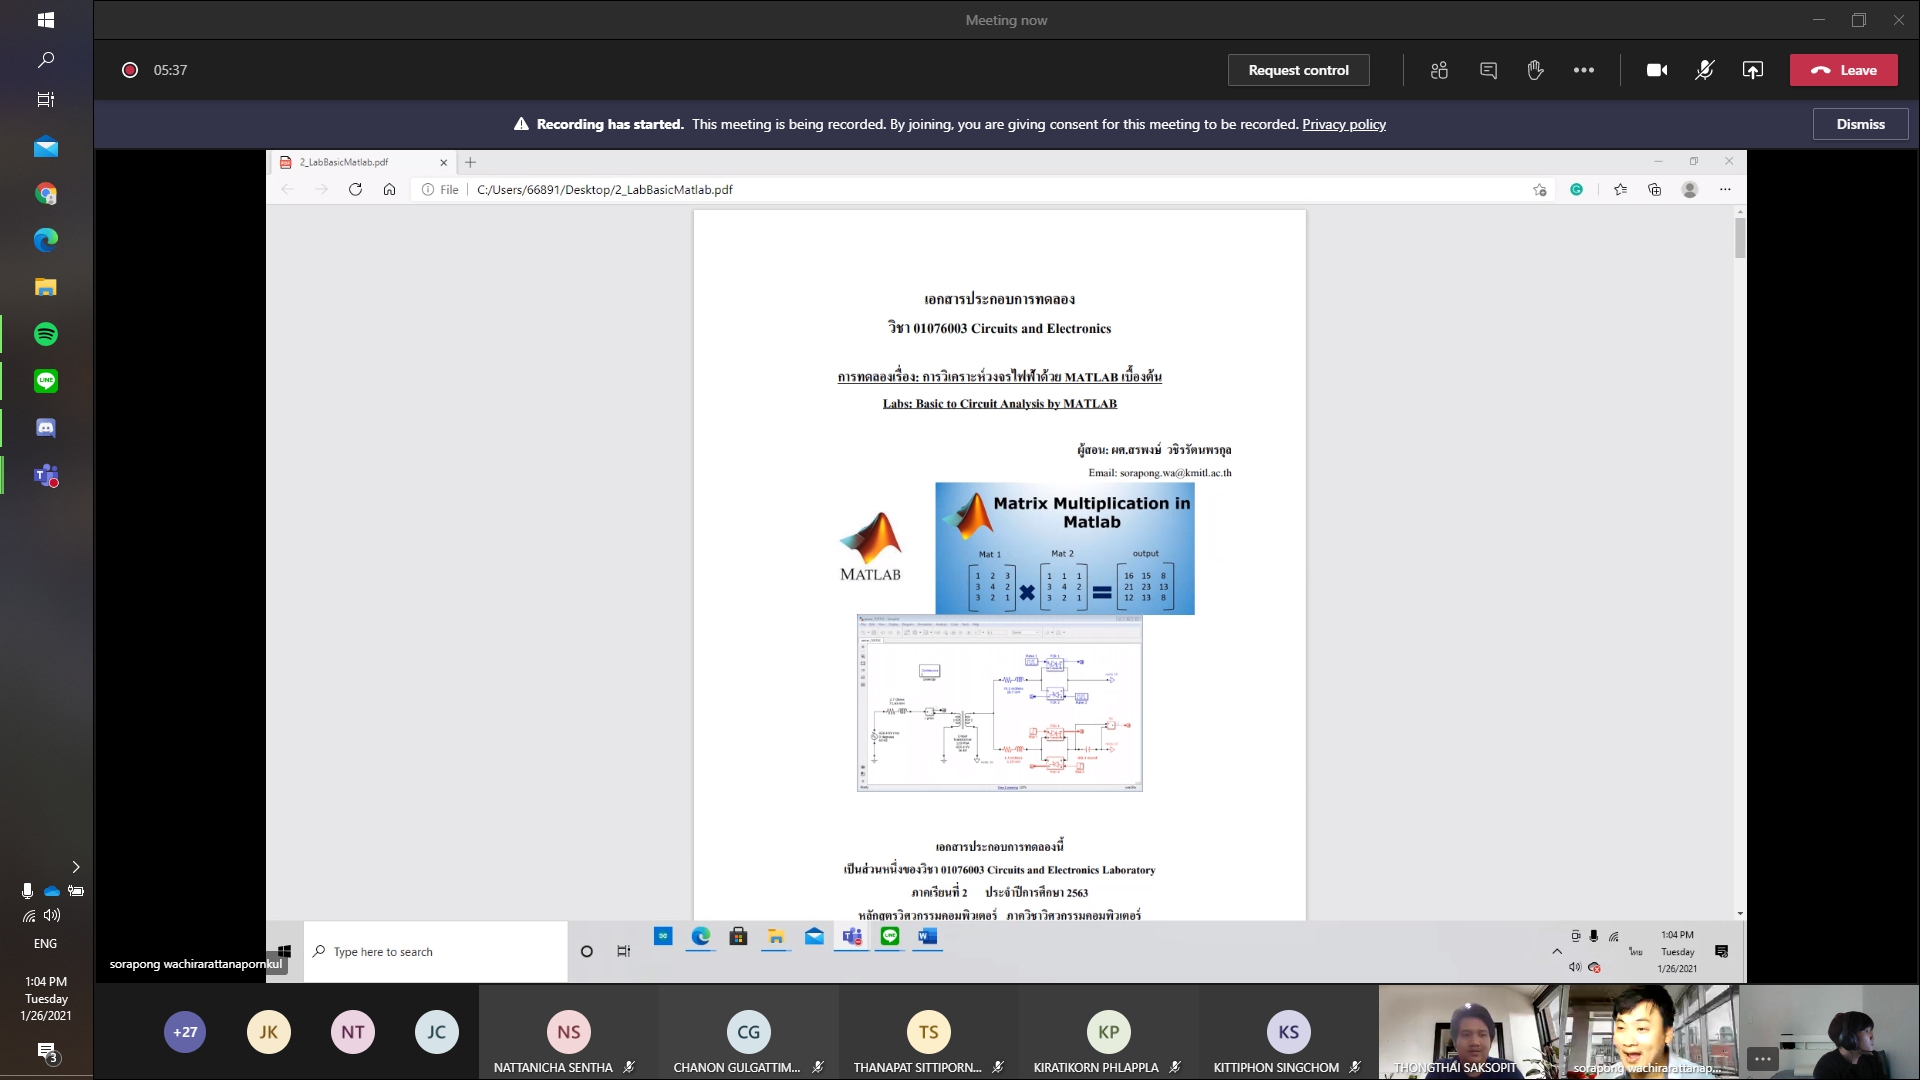 Meeting now
05:37
Request control
Leave
Recording has started. This meeting is being recorded. By joining, you are giving consent for this meeting to be recorded. Privacy policy
Dismiss
2_LabBasicMatlab.pdf
File
C:/Users/66891/Desktop/2_LabBasicMatlab.pdf
เอกสารประกอบการทดลอง
วิชา 01076003 Circuits and Electronics
การทดลองเรื่อง: การวิเคราะห์วงจรไฟฟ้าด้วย MATLAB เบื้องต้น
Labs: Basic to Circuit Analysis by MATLAB
ผู้สอน: ผศ.สรพงษ์ วชิรรัตนพรกุล
Email: sorapong.wa@kmitl.ac.th
MATLAB
Matrix Multiplication in
Matlab
Mat 1 Mat 2 output
1 2 3 1 1 1 16 15 8
3 4 2 3 4 2 21 23 13
3 2 1 3 2 1 12 13 8
เอกสารประกอบการทดลองนี้
เป็นส่วนหนึ่งของวิชา 01076003 Circuits and Electronics Laboratory
ภาคเรียนที่ 2 ประจำปีการศึกษา 2563
หลักสูตรวิศวกรรมคอมพิวเตอร์ ภาควิชาวิศวกรรมคอมพิวเตอร์
Type here to search
ไทย
1:04 PM
Tuesday
1/26/2021
sorapong wachirarattanapornkul
ENG
1:04 PM
Tuesday
1/26/2021
3
+27
JK
NT
JC
NS
NATTANICHA SENTHA
CG
CHANON GULGATTIM...
TS
THANAPAT SITTIPORN...
KP
KIRATIKORN PHLAPPLA
KS
KITTIPHON SINGCHOM
THONGTHAI SAKSOPIT
sorapong wachirarattanap...